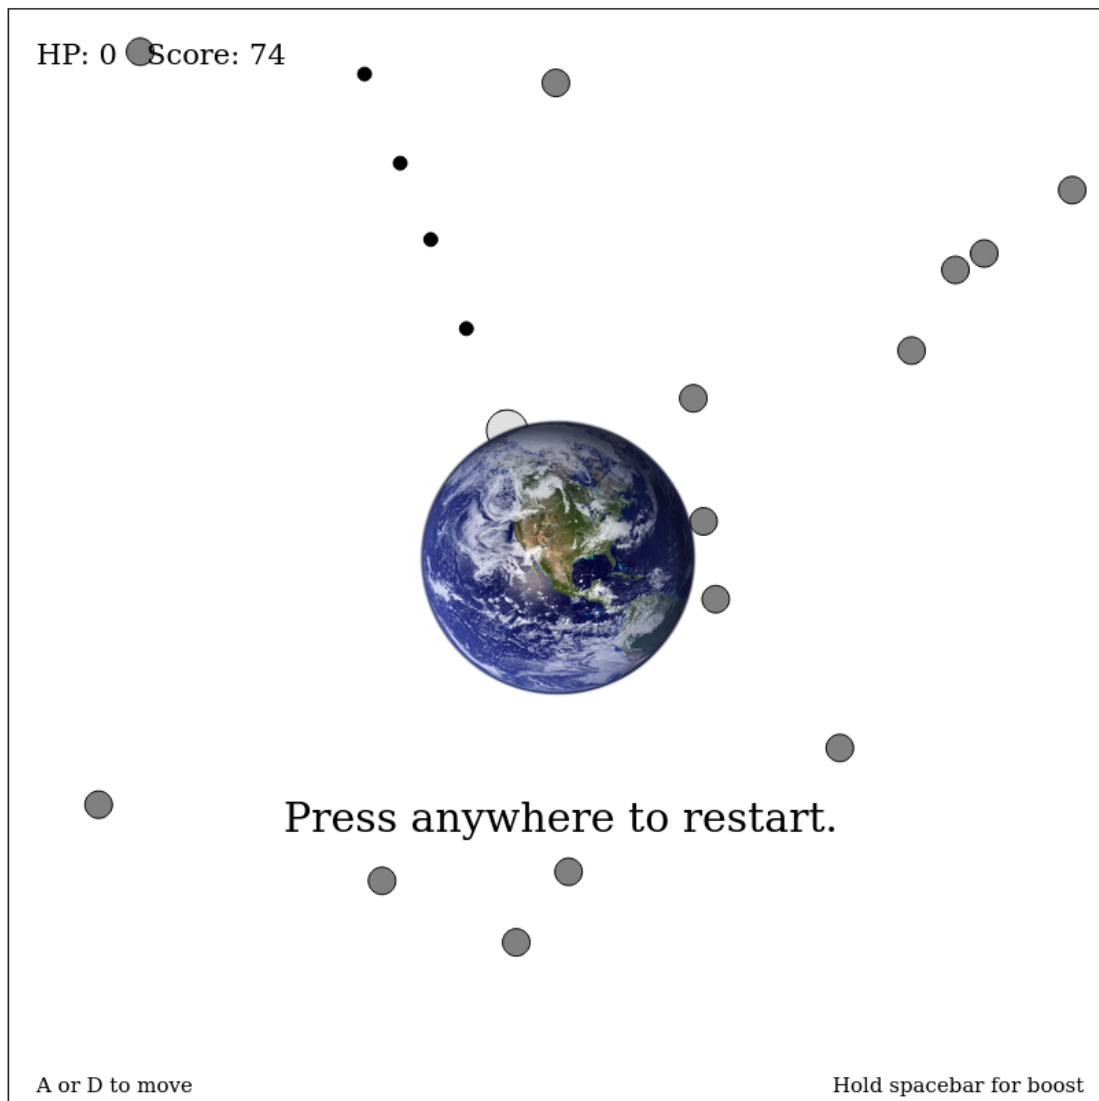 HP: 0 Score: 74
Press anywhere to restart.
A or D to move
Hold spacebar for boost